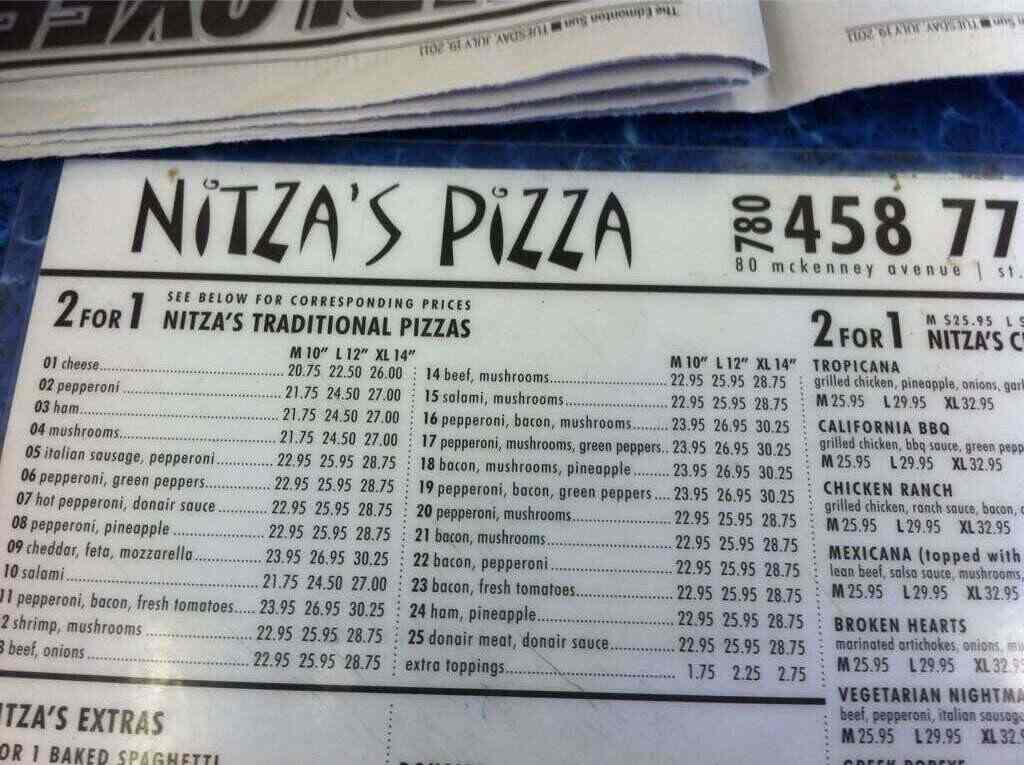 The Edmonton Sun ■ TUESDAY, JULY 19, 2011
TUESDAY, JULY 19, 2011
NITZA'S PIZZA
780 458 77
80 mckenney avenue | st.
2 FOR 1 SEE BELOW FOR CORRESPONDING PRICES
NITZA'S TRADITIONAL PIZZAS
M 10" L 12" XL 14"
01 cheese 20.75 22.50 26.00
02 pepperoni 21.75 24.50 27.00
03 ham 21.75 24.50 27.00
04 mushrooms 21.75 24.50 27.00
05 italian sausage, pepperoni 22.95 25.95 28.75
06 pepperoni, green peppers 22.95 25.95 28.75
07 hot pepperoni, donair sauce 22.95 25.95 28.75
08 pepperoni, pineapple 22.95 25.95 28.75
09 cheddar, feta, mozzarella 23.95 26.95 30.25
10 salami 21.75 24.50 27.00
11 pepperoni, bacon, fresh tomatoes 23.95 26.95 30.25
2 shrimp, mushrooms 22.95 25.95 28.75
3 beef, onions 22.95 25.95 28.75
M 10" L 12" XL 14"
14 beef, mushrooms 22.95 25.95 28.75
15 salami, mushrooms 22.95 25.95 28.75
16 pepperoni, bacon, mushrooms 23.95 26.95 30.25
17 pepperoni, mushrooms, green peppers 23.95 26.95 30.25
18 bacon, mushrooms, pineapple 23.95 26.95 30.25
19 pepperoni, bacon, green peppers 23.95 26.95 30.25
20 pepperoni, mushrooms 22.95 25.95 28.75
21 bacon, mushrooms 22.95 25.95 28.75
22 bacon, pepperoni 22.95 25.95 28.75
23 bacon, fresh tomatoes 22.95 25.95 28.75
24 ham, pineapple 22.95 25.95 28.75
25 donair meat, donair sauce 22.95 25.95 28.75
extra toppings 1.75 2.25 2.75
2 FOR 1 M $25.95 L
NITZA'S C
TROPICANA
grilled chicken, pineapple, onions, garl
M 25.95 L 29.95 XL 32.95
CALIFORNIA BBQ
grilled chicken, bbq sauce, green pepp
M 25.95 L 29.95 XL 32.95
CHICKEN RANCH
grilled chicken, ranch sauce, bacon,
M 25.95 L 29.95 XL 32.95
MEXICANA (topped with
lean beef, salsa sauce, mushrooms,
M 25.95 L 29.95 XL 32.95
BROKEN HEARTS
marinated artichokes, onions, mu
M 25.95 L 29.95 XL 32.95
VEGETARIAN NIGHTMA
beef, pepperoni, italian sausag
M 25.95 L 29.95 XL 32.
ITZA'S EXTRAS
OR 1 BAKED SPAGHETTI